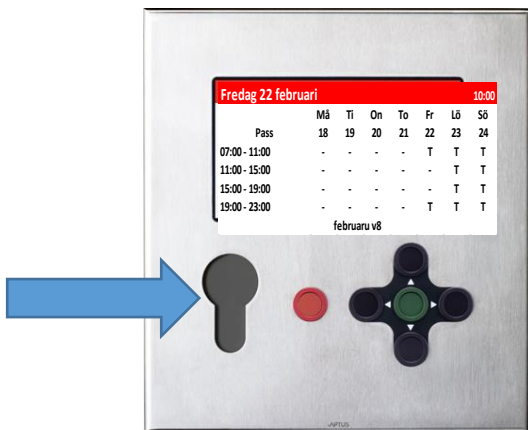 Fredag 22 februari 10:00
Må Ti On To Fr Lö Sö
Pass 18 19 20 21 22 23 24
07:00 - 11:00 - - - - T T T
11:00 - 15:00 - - - - - T T
15:00 - 19:00 - - - - - T T
19:00 - 23:00 - - - - T T T
februaru v8
APTUS